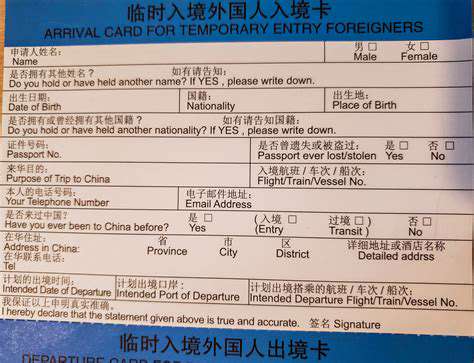 临时入境外国人入境卡
ARRIVAL CARD FOR TEMPORARY ENTRY FOREIGNERS
申请人姓名: 男 □ 女 □
Name Male Female
是否拥有其他姓名? 如有请告知:
Do you hold or have held another name? If YES , please write down.
出生日期: 国籍: 出生地:
Date of Birth Nationality Place of Birth
是否拥有或曾经拥有其他国籍? 如有请告知国籍:
Do you hold or have held another nationality? If YES , please write down.
证件号码: 是否曾遗失或被盗过: 是 □ 否 □
Passport No. Passport ever lost/stolen Yes No
来华目的: 入境航班 / 车次 / 船次:
Purpose of Trip to China Flight/Train/Vessel No.
本人的电话号码: 电子邮件地址:
Your Telephone Number Email Address
是否来过中国? 是 □ (入境 □ 过境 □ ) 否 □
Have you ever been to China before? Yes (Entry Transit ) No
在华住址: 省 市 区 详细地址或酒店名称
Address in China: Province City District Detailed addrss
在华联系电话:
Tel
计划的出境时间: 计划出境口岸: 计划出境搭乘的航班/ 车次 / 船次:
Intended Date of Departure Intended Port of Departure Intended Departure Flight/Train/Vessel No.
我保证以上申明真实准确。
I hereby declare that the statement given above is true and accurate. 签名 Signature
临时入境外国人出境卡
DEPARTURE CARD FOR